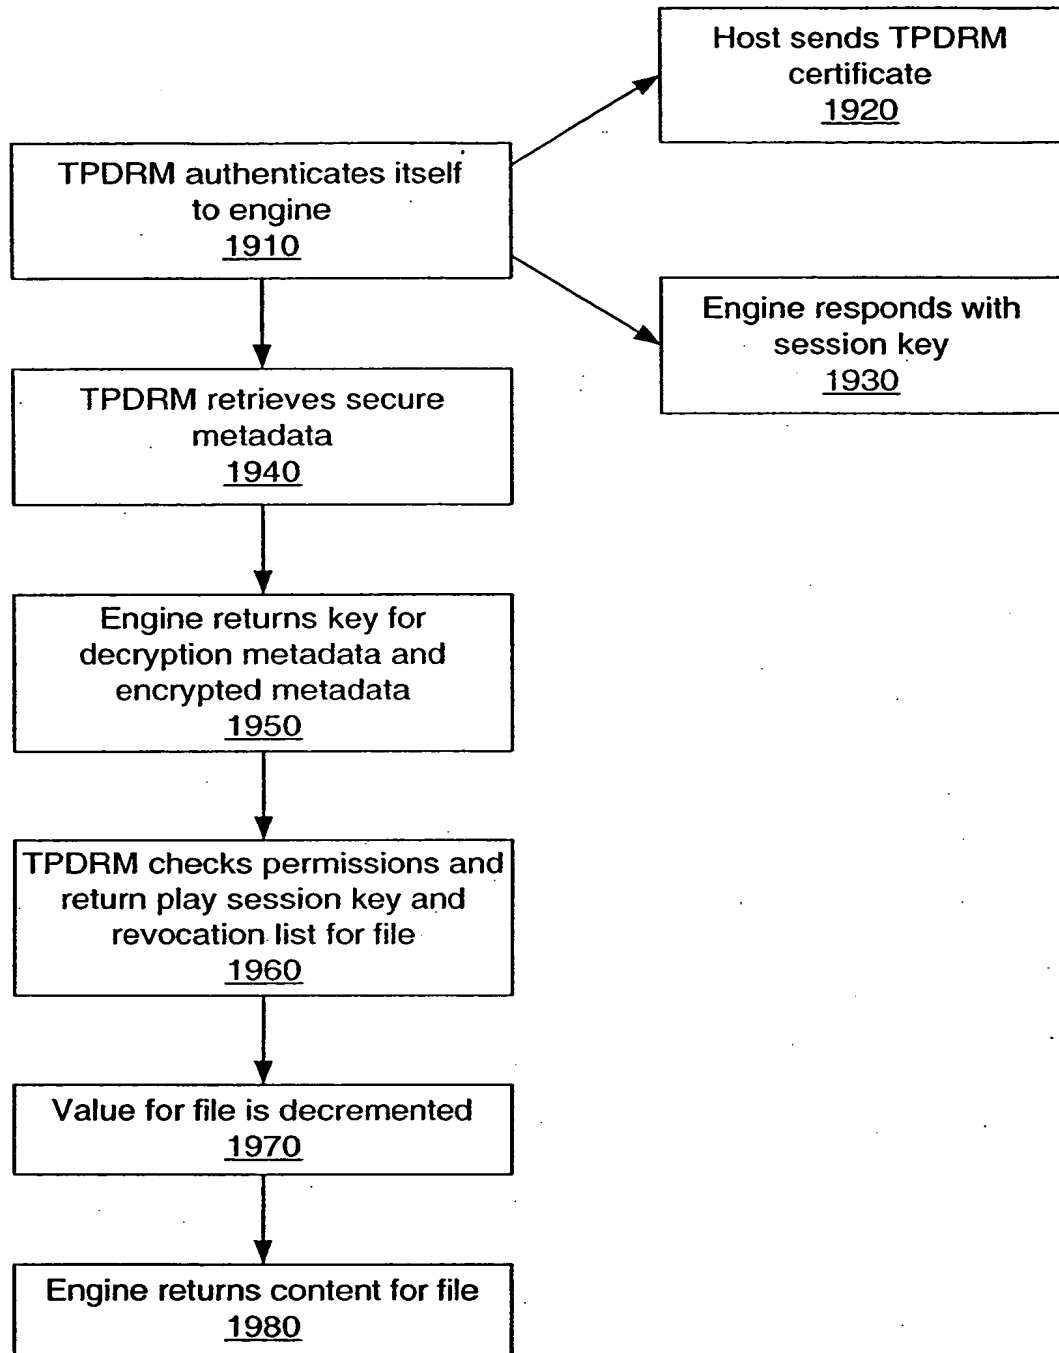 Host sends TPDRM
certificate
1920
TPDRM authenticates itself
to engine
1910
Engine responds with
session key
1930
TPDRM retrieves secure
metadata
1940
Engine returns key for
decryption metadata and
encrypted metadata
1950
TPDRM checks permissions and
return play session key and
revocation list for file
1960
Value for file is decremented
1970
Engine returns content for file
1980